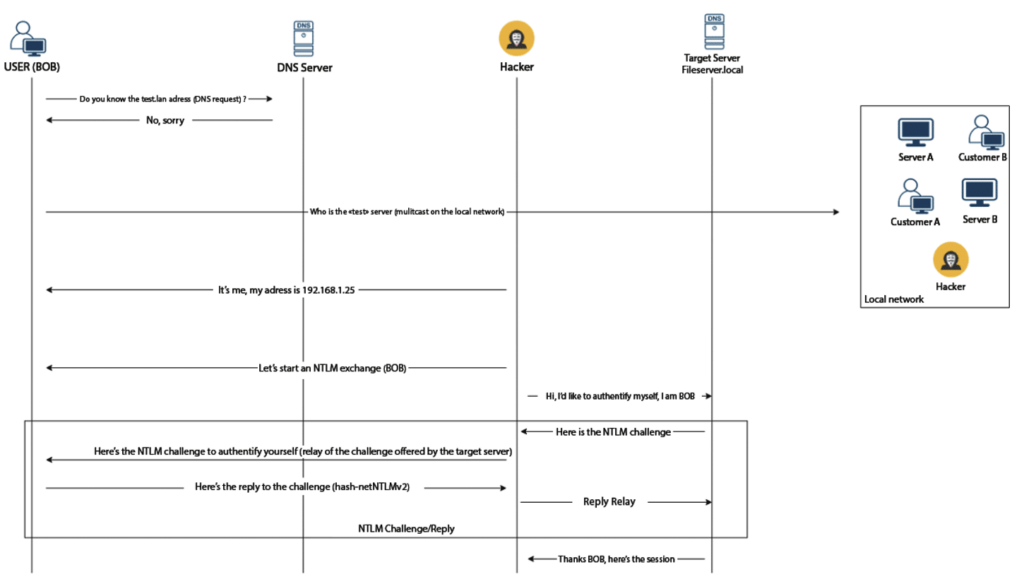 DNS
DNS
USER (BOB)
DNS Server
Hacker
Target Server
Fileserver.local
Do you know the test.lan adress (DNS request) ?
No, sorry
Server A
Customer B
Who is the «test» server (mulitcast on the local network)
Customer A
Server B
Hacker
Local network
It's me, my adress is 192.168.1.25
Let's start an NTLM exchange (BOB)
Hi, I'd like to authentify myself, I am BOB
Here is the NTLM challenge
Here's the NTLM challenge to authentify yourself (relay of the challenge offered by the target server)
Here's the reply to the challenge (hash-netNTLMv2)
Reply Relay
NTLM Challenge/Reply
Thanks BOB, here's the session